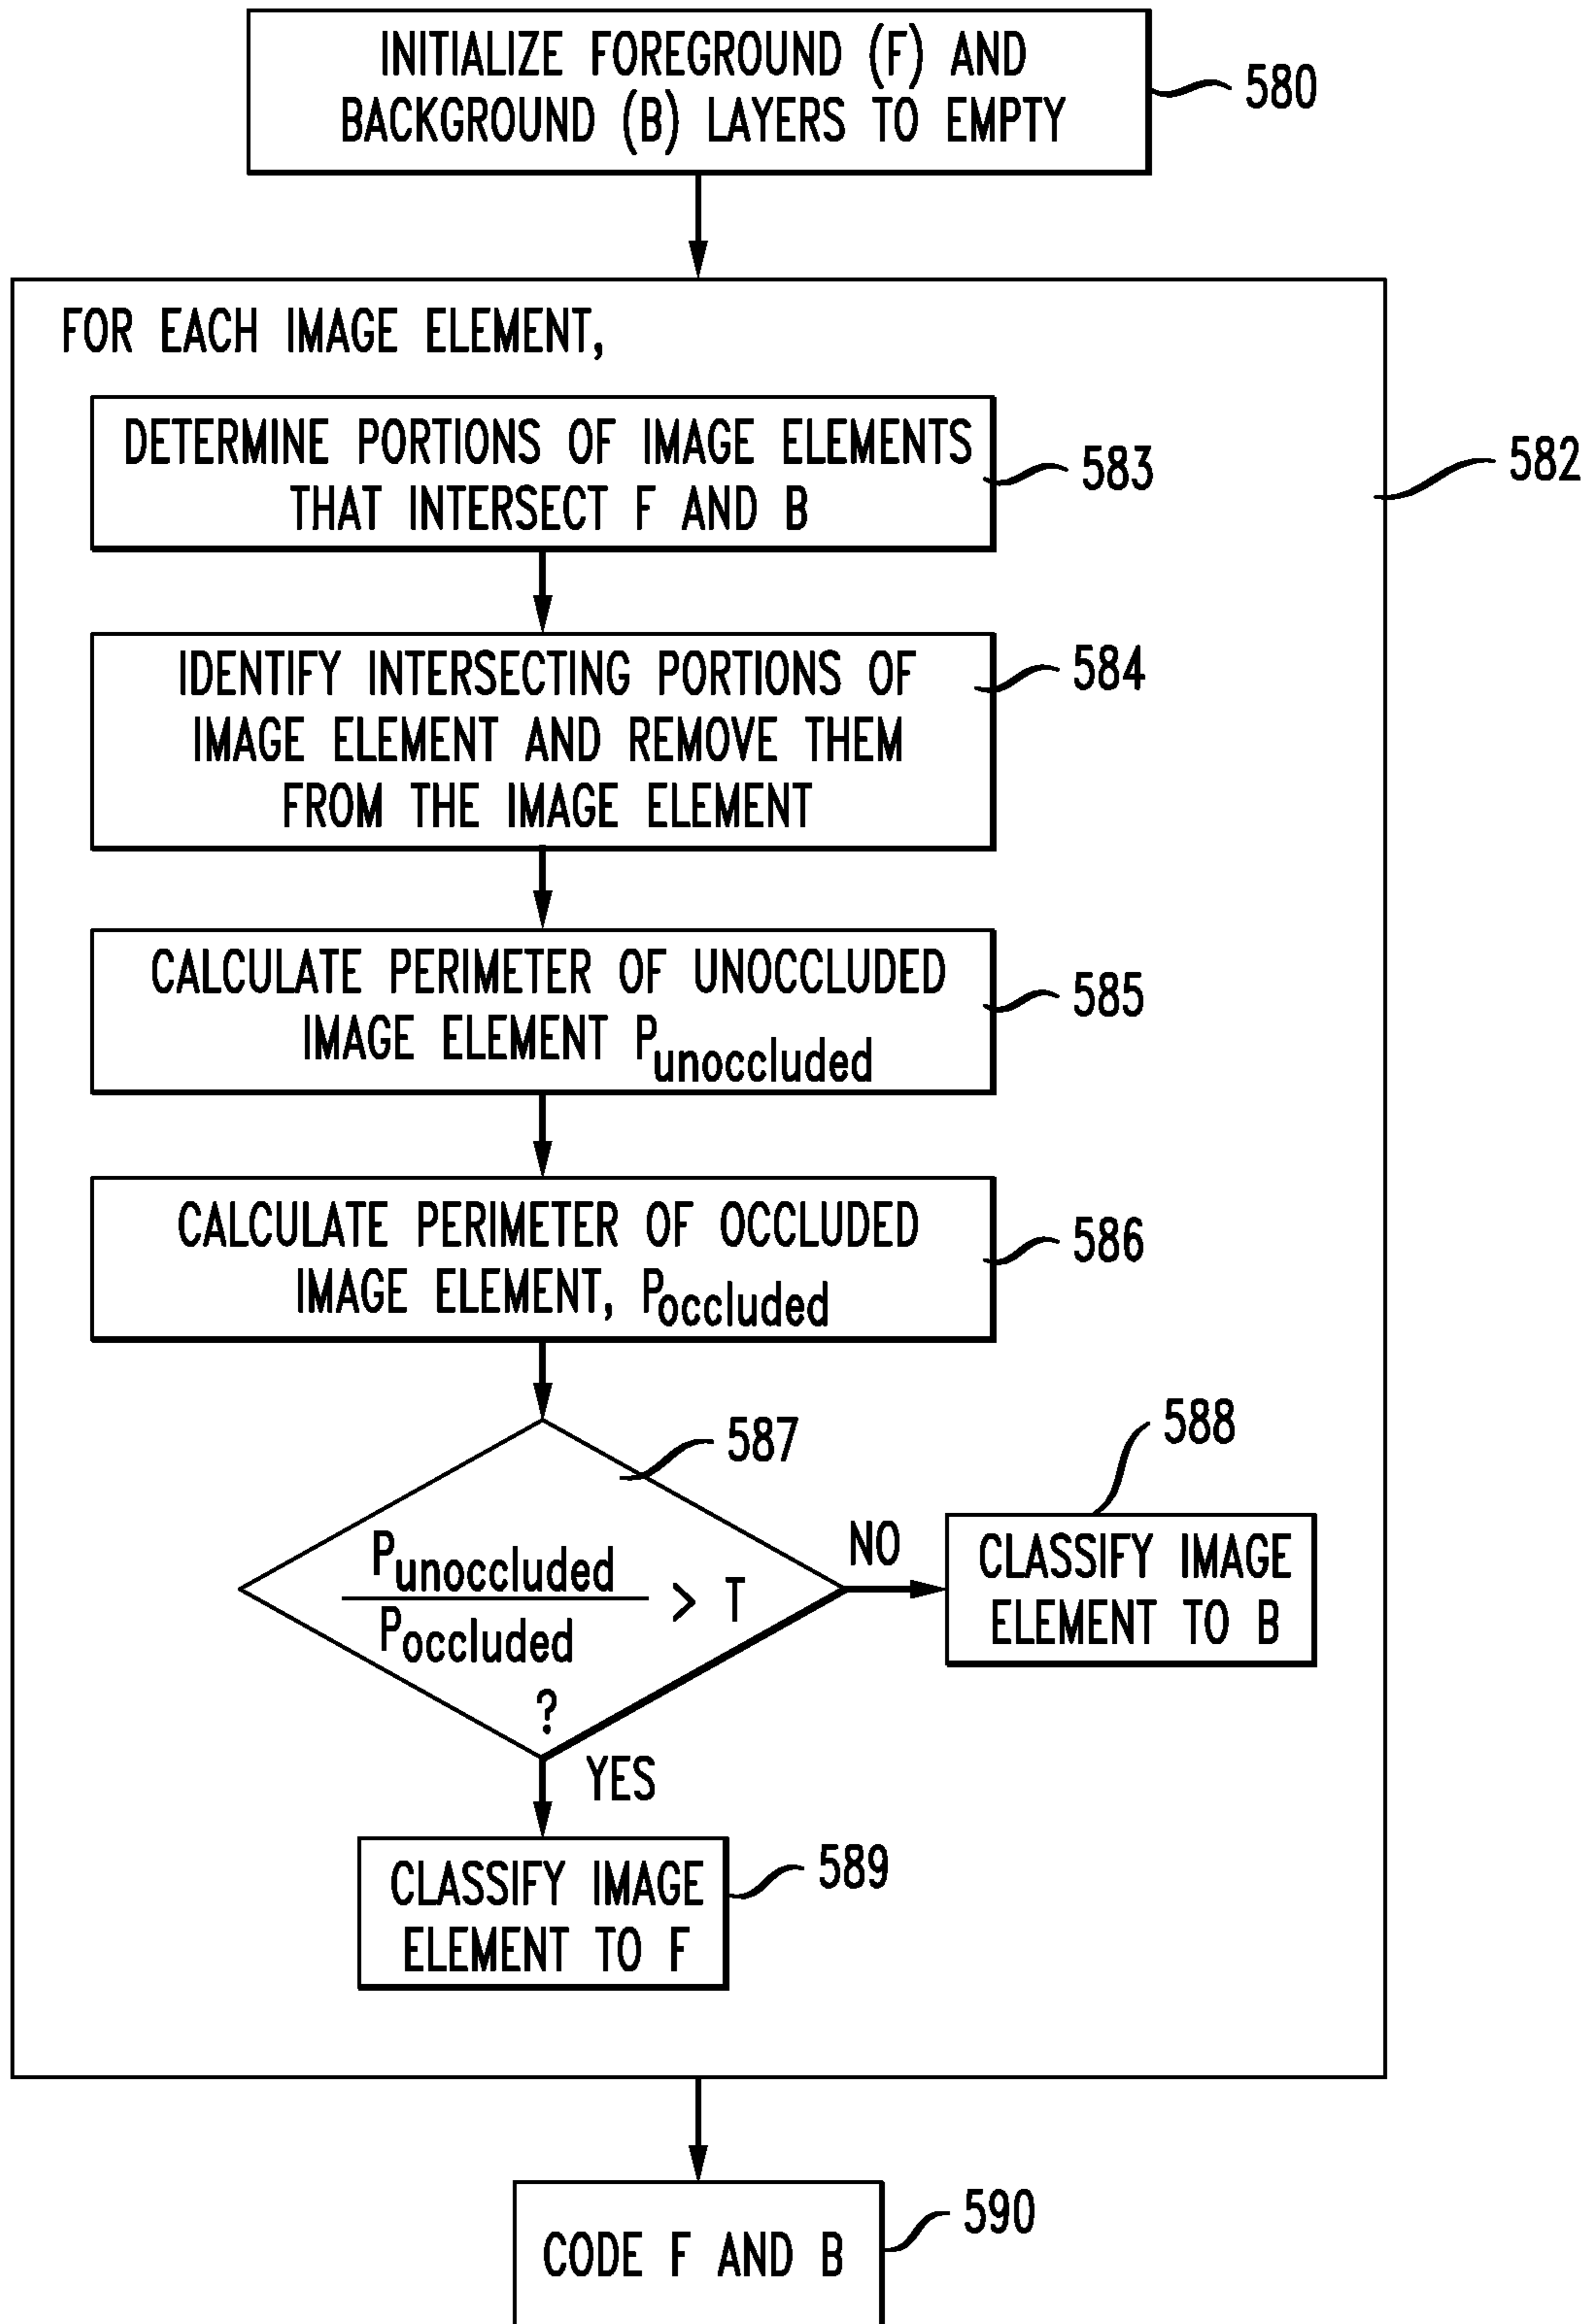 INITIALIZE FOREGROUND (F) AND
BACKGROUND (B) LAYERS TO EMPTY
580
FOR EACH IMAGE ELEMENT,
582
DETERMINE PORTIONS OF IMAGE ELEMENTS
THAT INTERSECT F AND B
583
IDENTIFY INTERSECTING PORTIONS OF
IMAGE ELEMENT AND REMOVE THEM
FROM THE IMAGE ELEMENT
584
CALCULATE PERIMETER OF UNOCCLUDED
IMAGE ELEMENT Punoccluded
585
CALCULATE PERIMETER OF OCCLUDED
IMAGE ELEMENT, Poccluded
586
587
Punoccluded
Poccluded
> T
?
NO
588
CLASSIFY IMAGE
ELEMENT TO B
YES
589
CLASSIFY IMAGE
ELEMENT TO F
590
CODE F AND B